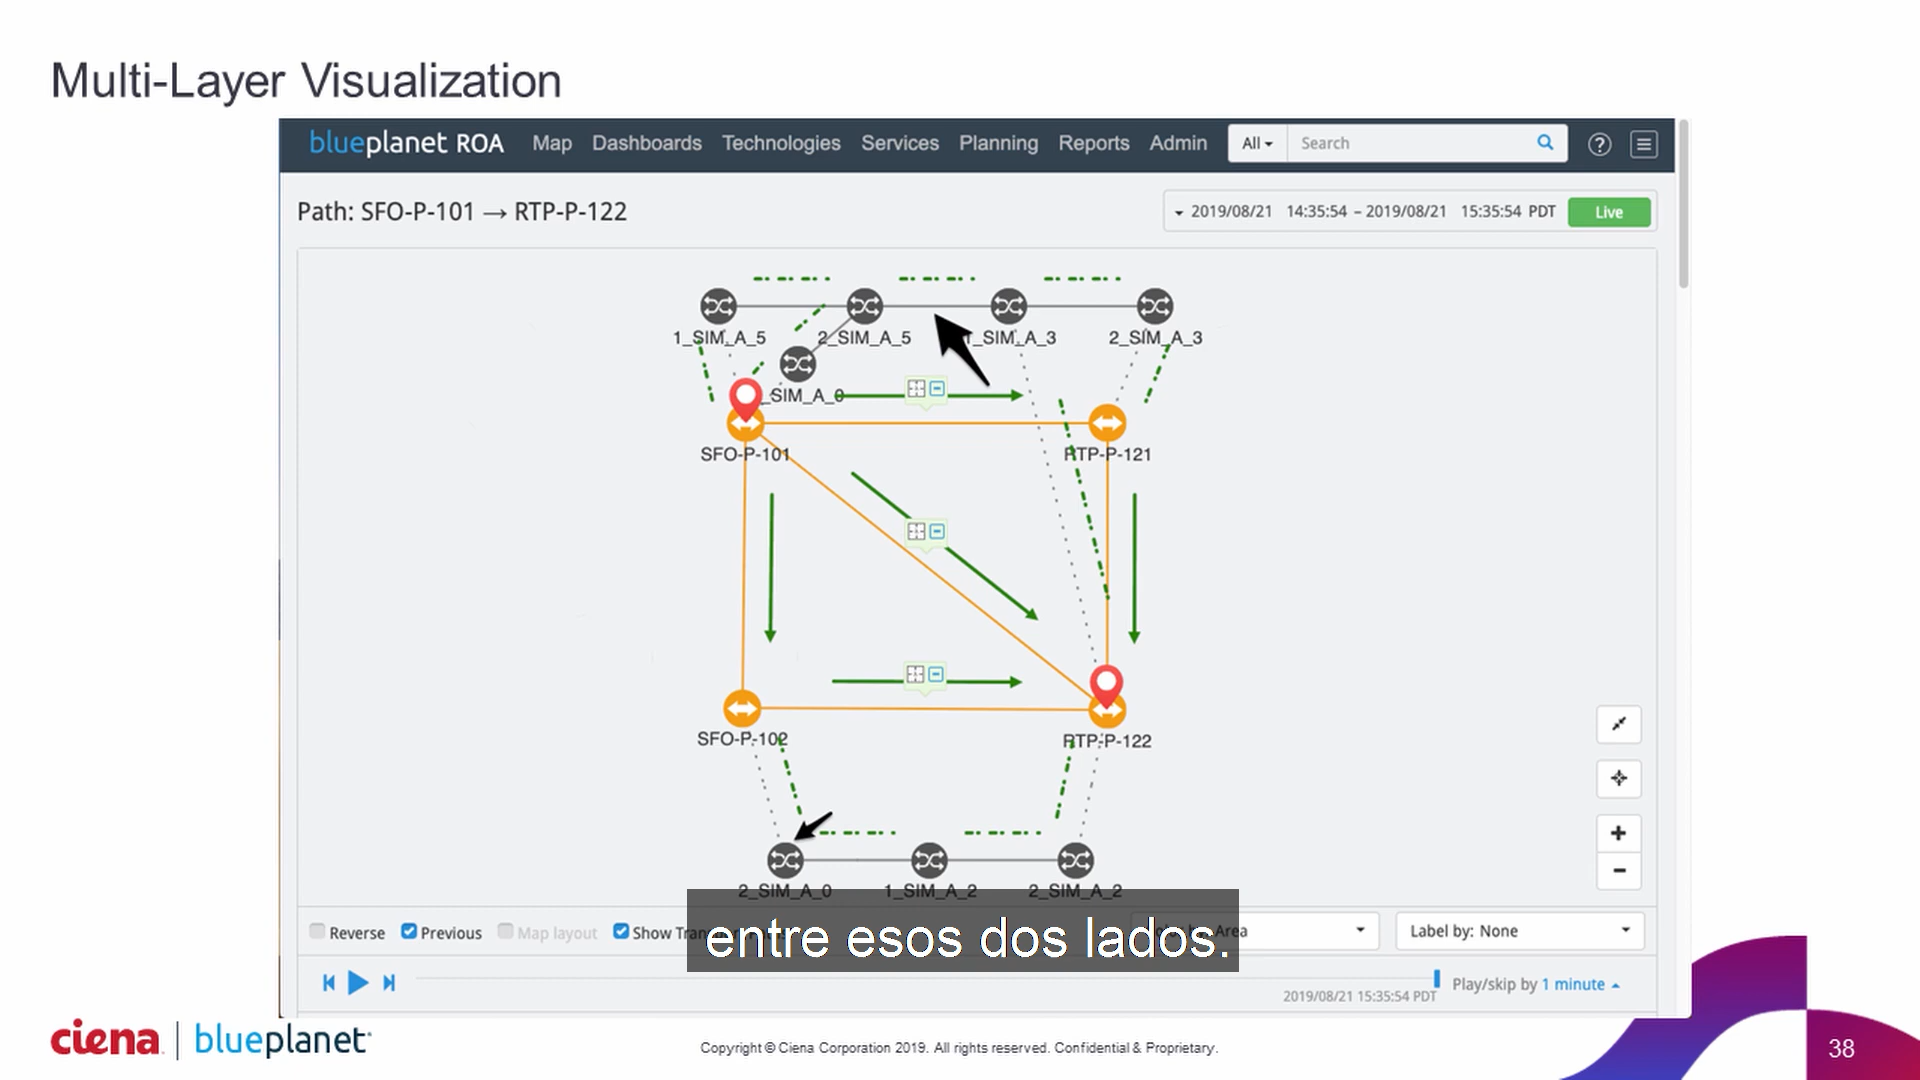 Multi-Layer Visualization
blueplanet ROA Map Dashboards Technologies Services Planning Reports Admin All Search ?
Path: SFO-P-101 → RTP-P-122
2019/08/21 14:35:54 – 2019/08/21 15:35:54 PDT Live
1_SIM_A_5 2_SIM_A_5 1_SIM_A_3 2_SIM_A_3
_SIM_A_0
SFO-P-101 RTP-P-121
SFO-P-102 RTP-P-122
2_SIM_A_0 1_SIM_A_2 2_SIM_A_2
Reverse Previous Map layout Show Area Label by: None
entre esos dos lados.
2019/08/21 15:35:54 PDT Play/skip by 1 minute
ciena blueplanet
Copyright © Ciena Corporation 2019. All rights reserved. Confidential & Proprietary.
38